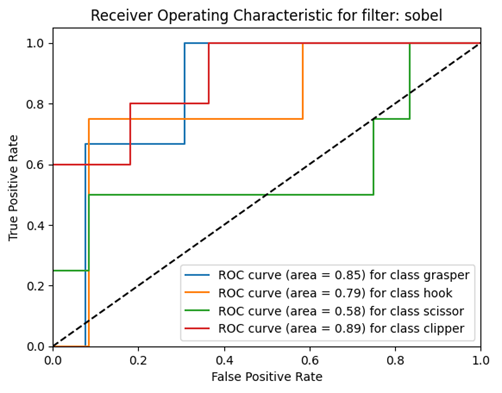 Receiver Operating Characteristic for filter: sobel
True Positive Rate
1.0
0.8
0.6
0.4
0.2
0.0
ROC curve (area = 0.85) for class grasper
ROC curve (area = 0.79) for class hook
ROC curve (area = 0.58) for class scissor
ROC curve (area = 0.89) for class clipper
0.0 0.2 0.4 0.6 0.8 1.0
False Positive Rate